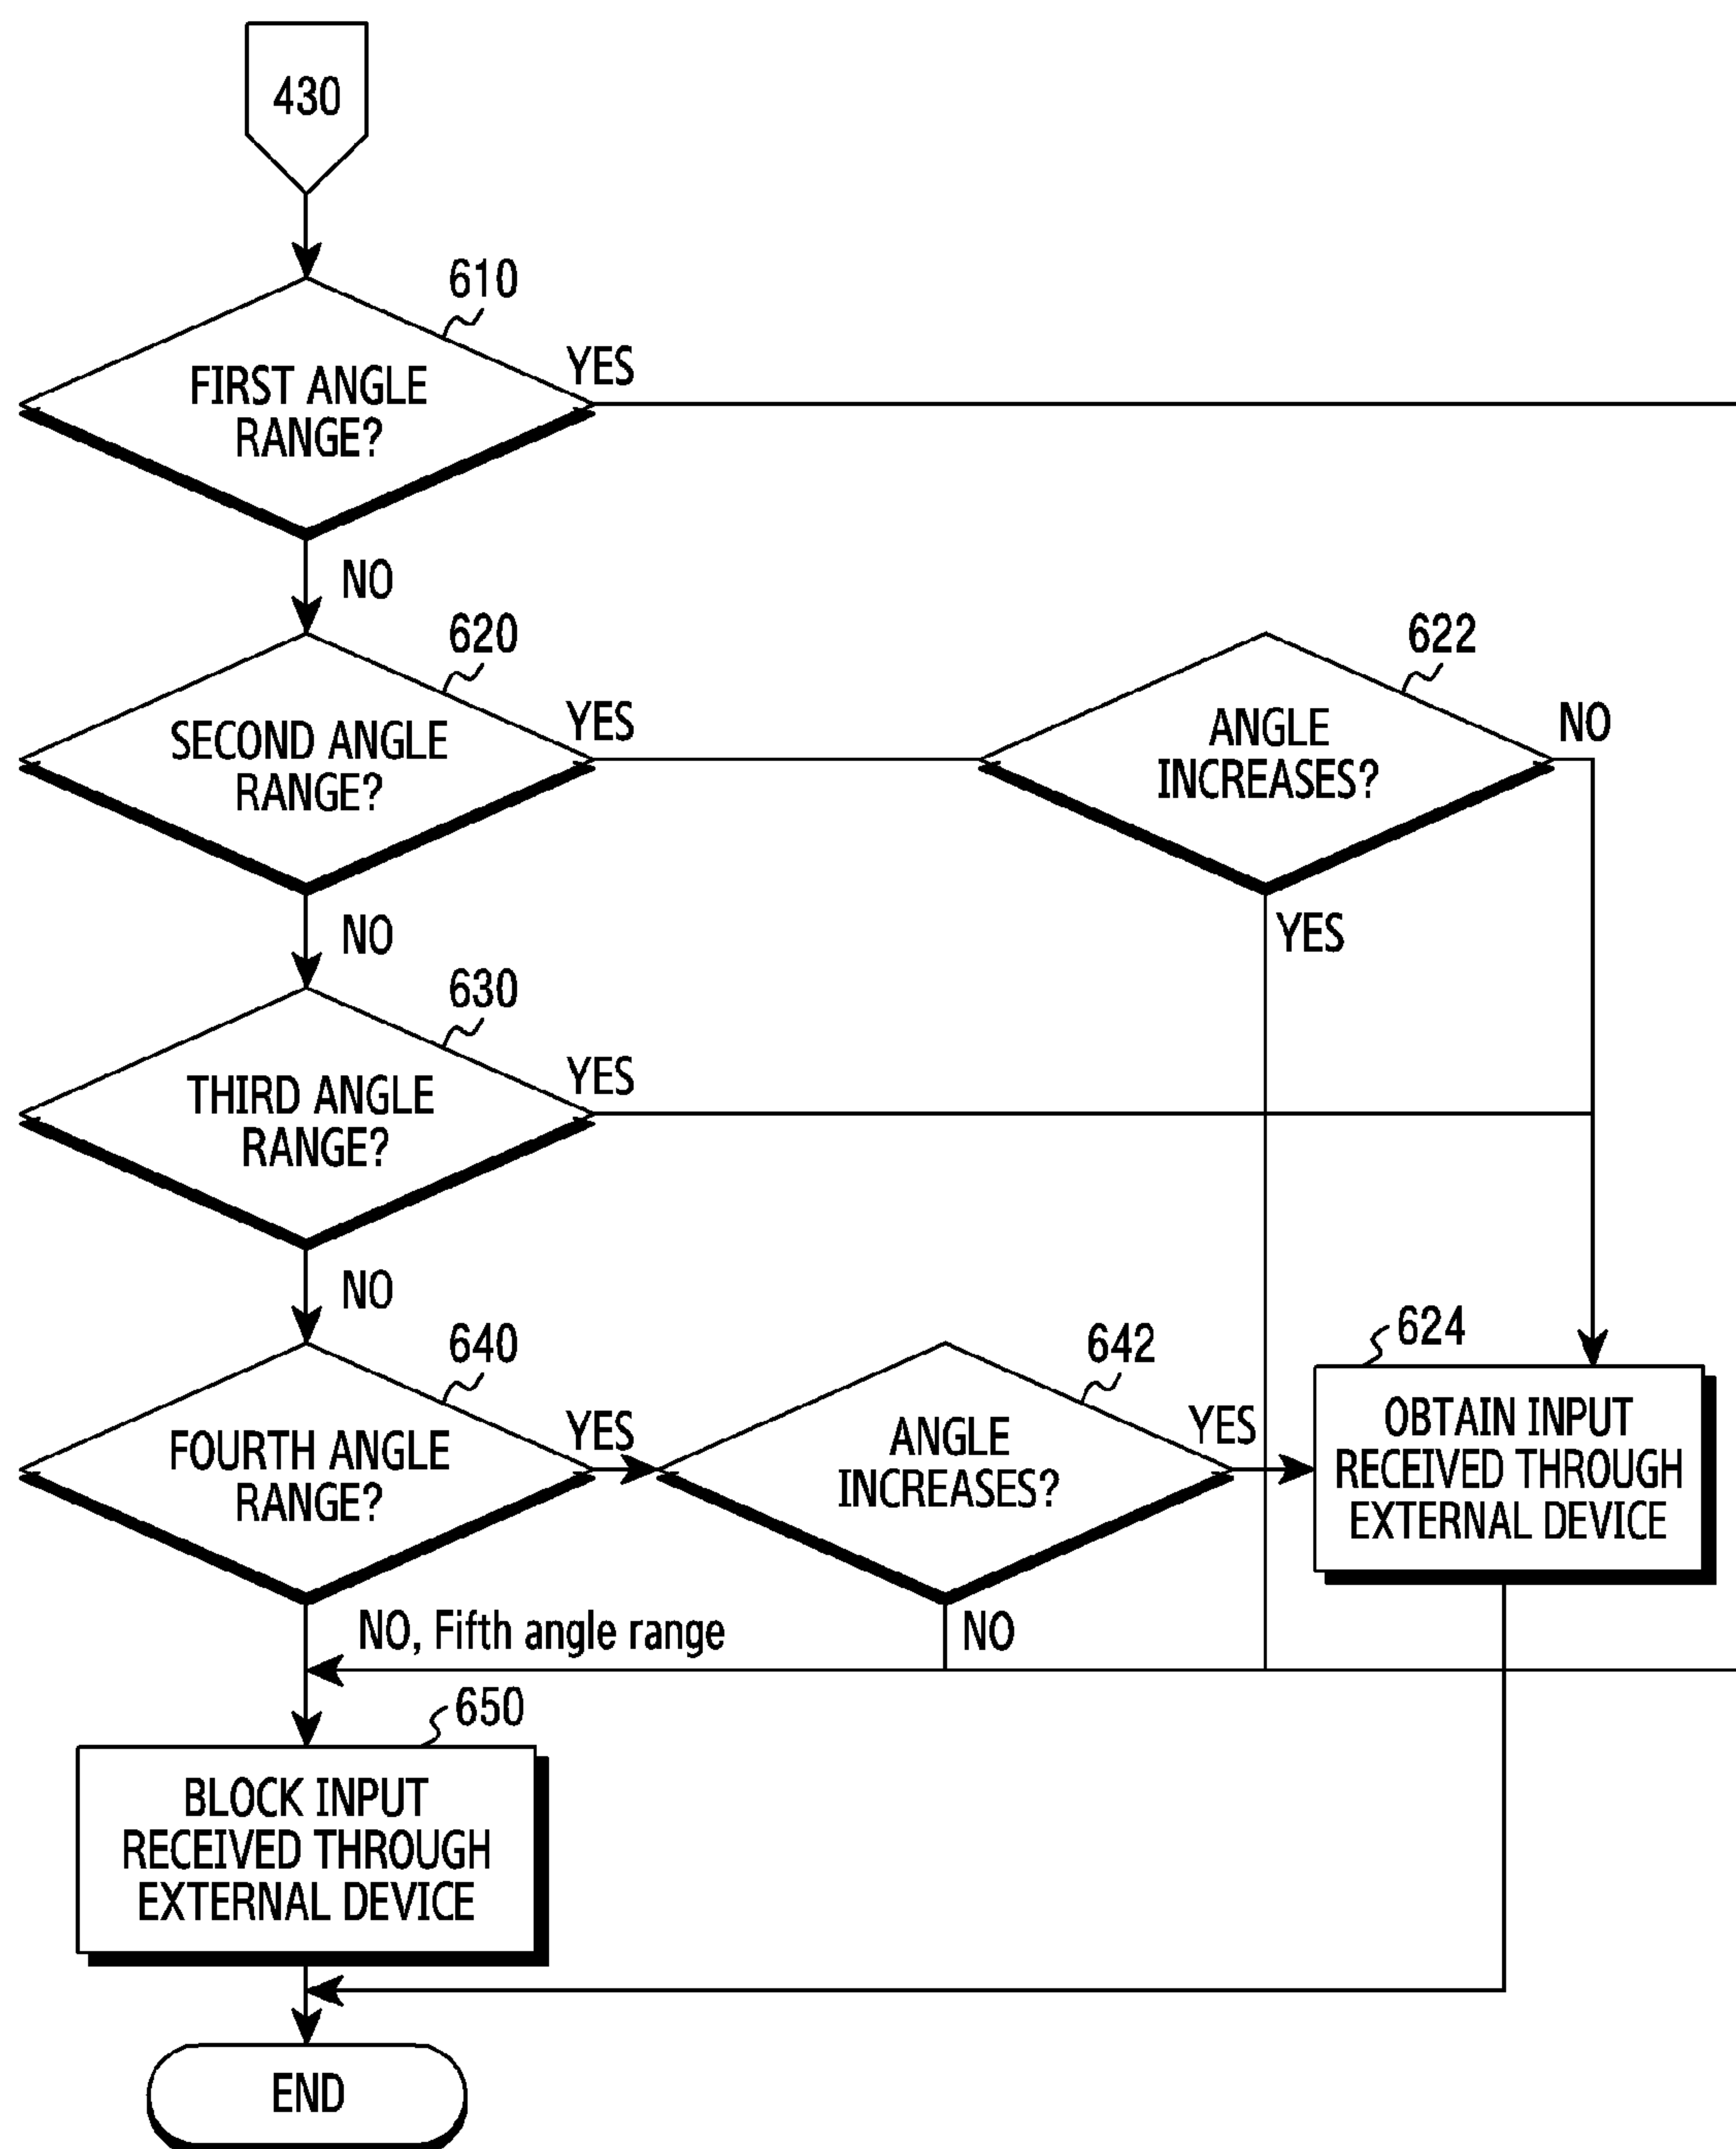 430
610
FIRST ANGLE
RANGE?
YES
NO
620
SECOND ANGLE
RANGE?
YES
622
ANGLE
INCREASES?
NO
YES
NO
630
THIRD ANGLE
RANGE?
YES
NO
640
FOURTH ANGLE
RANGE?
YES
642
ANGLE
INCREASES?
YES
624
OBTAIN INPUT
RECEIVED THROUGH
EXTERNAL DEVICE
NO, Fifth angle range
NO
650
BLOCK INPUT
RECEIVED THROUGH
EXTERNAL DEVICE
END